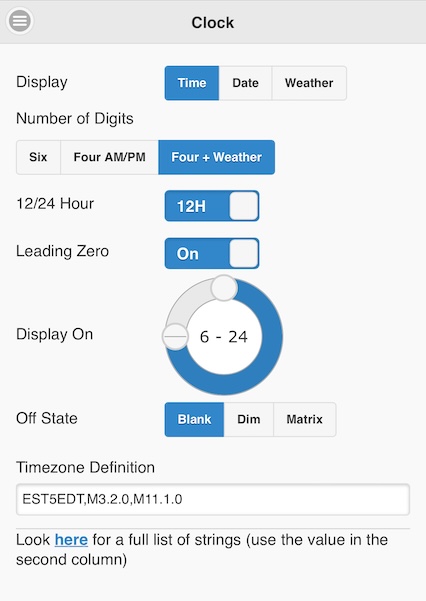 Clock
Display Time Date Weather
Number of Digits
Six Four AM/PM Four + Weather
12/24 Hour 12H
Leading Zero On
Display On 6 - 24
Off State Blank Dim Matrix
Timezone Definition
EST5EDT,M3.2.0,M11.1.0
Look here for a full list of strings (use the value in the
second column)